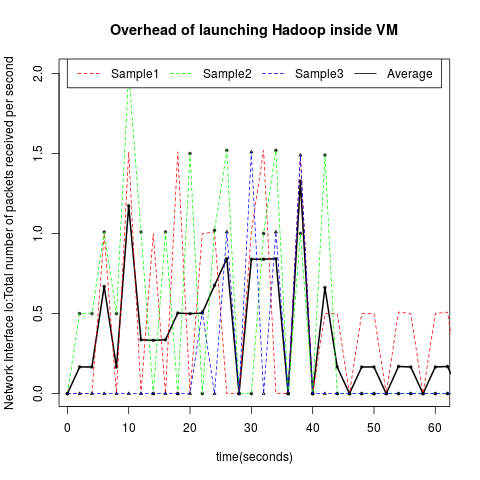 Overhead of launching Hadoop inside VM
Sample1 Sample2 Sample3 Average
Network Interface lo:Total number of packets received per second
2.0
1.5
1.0
0.5
0.0
0 10 20 30 40 50 60
time(seconds)